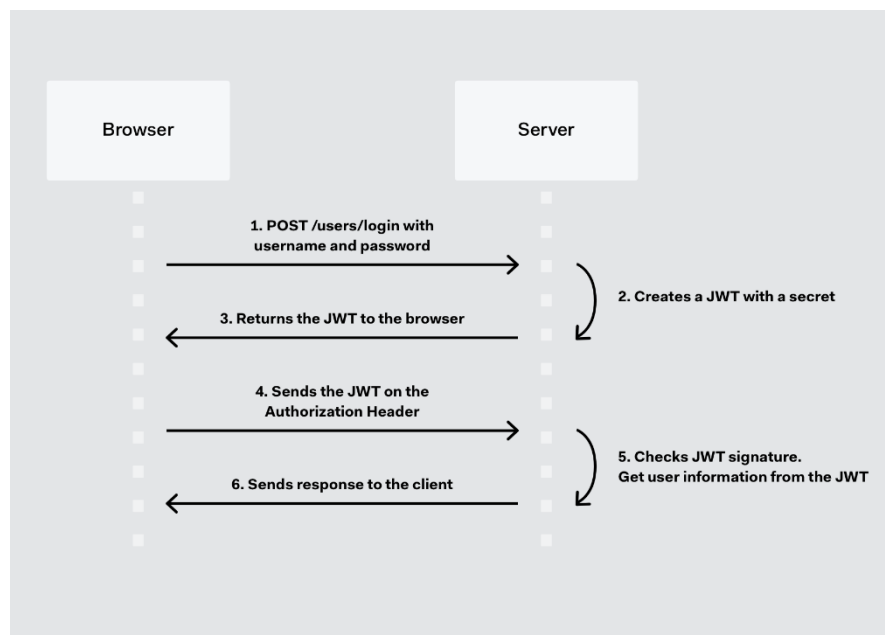 Browser
Server
1. POST /users/login with
username and password
2. Creates a JWT with a secret
3. Returns the JWT to the browser
4. Sends the JWT on the
Authorization Header
5. Checks JWT signature.
Get user information from the JWT
6. Sends response to the client